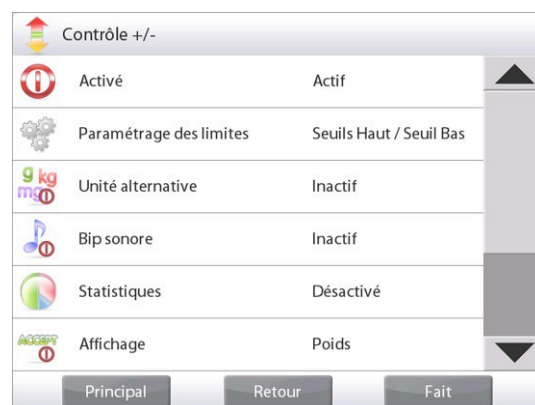 Contrôle +/-
Activé Actif
Paramétrage des limites Seuils Haut / Seuil Bas
g kg
mg
Unité alternative Inactif
Bip sonore Inactif
Statistiques Désactivé
ACCEPT
Affichage Poids
Principal Retour Fait